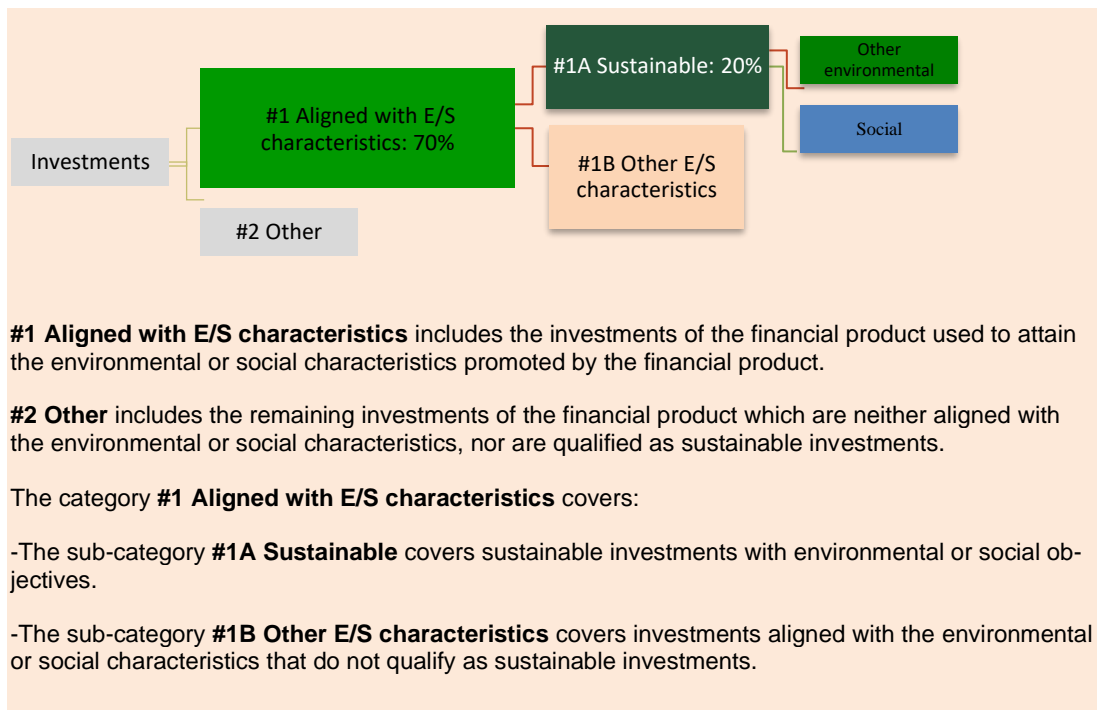 Investments
#1 Aligned with E/S
characteristics: 70%
#2 Other
#1A Sustainable: 20%
#1B Other E/S
characteristics
Other
environmental
Social
#1 Aligned with E/S characteristics includes the investments of the financial product used to attain
the environmental or social characteristics promoted by the financial product.
#2 Other includes the remaining investments of the financial product which are neither aligned with
the environmental or social characteristics, nor are qualified as sustainable investments.
The category #1 Aligned with E/S characteristics covers:
-The sub-category #1A Sustainable covers sustainable investments with environmental or social ob-
jectives.
-The sub-category #1B Other E/S characteristics covers investments aligned with the environmental
or social characteristics that do not qualify as sustainable investments.